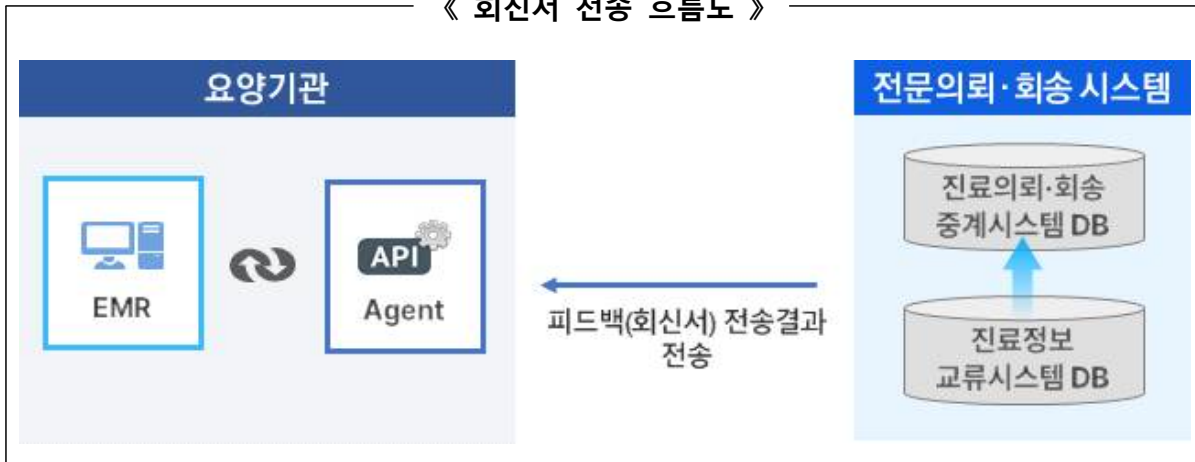 《 회신서 전송 흐름도 》
요양기관
전문의뢰·회송 시스템
EMR
API
Agent
피드백(회신서) 전송결과
전송
진료의뢰·회송
중계시스템 DB
진료정보
교류시스템 DB